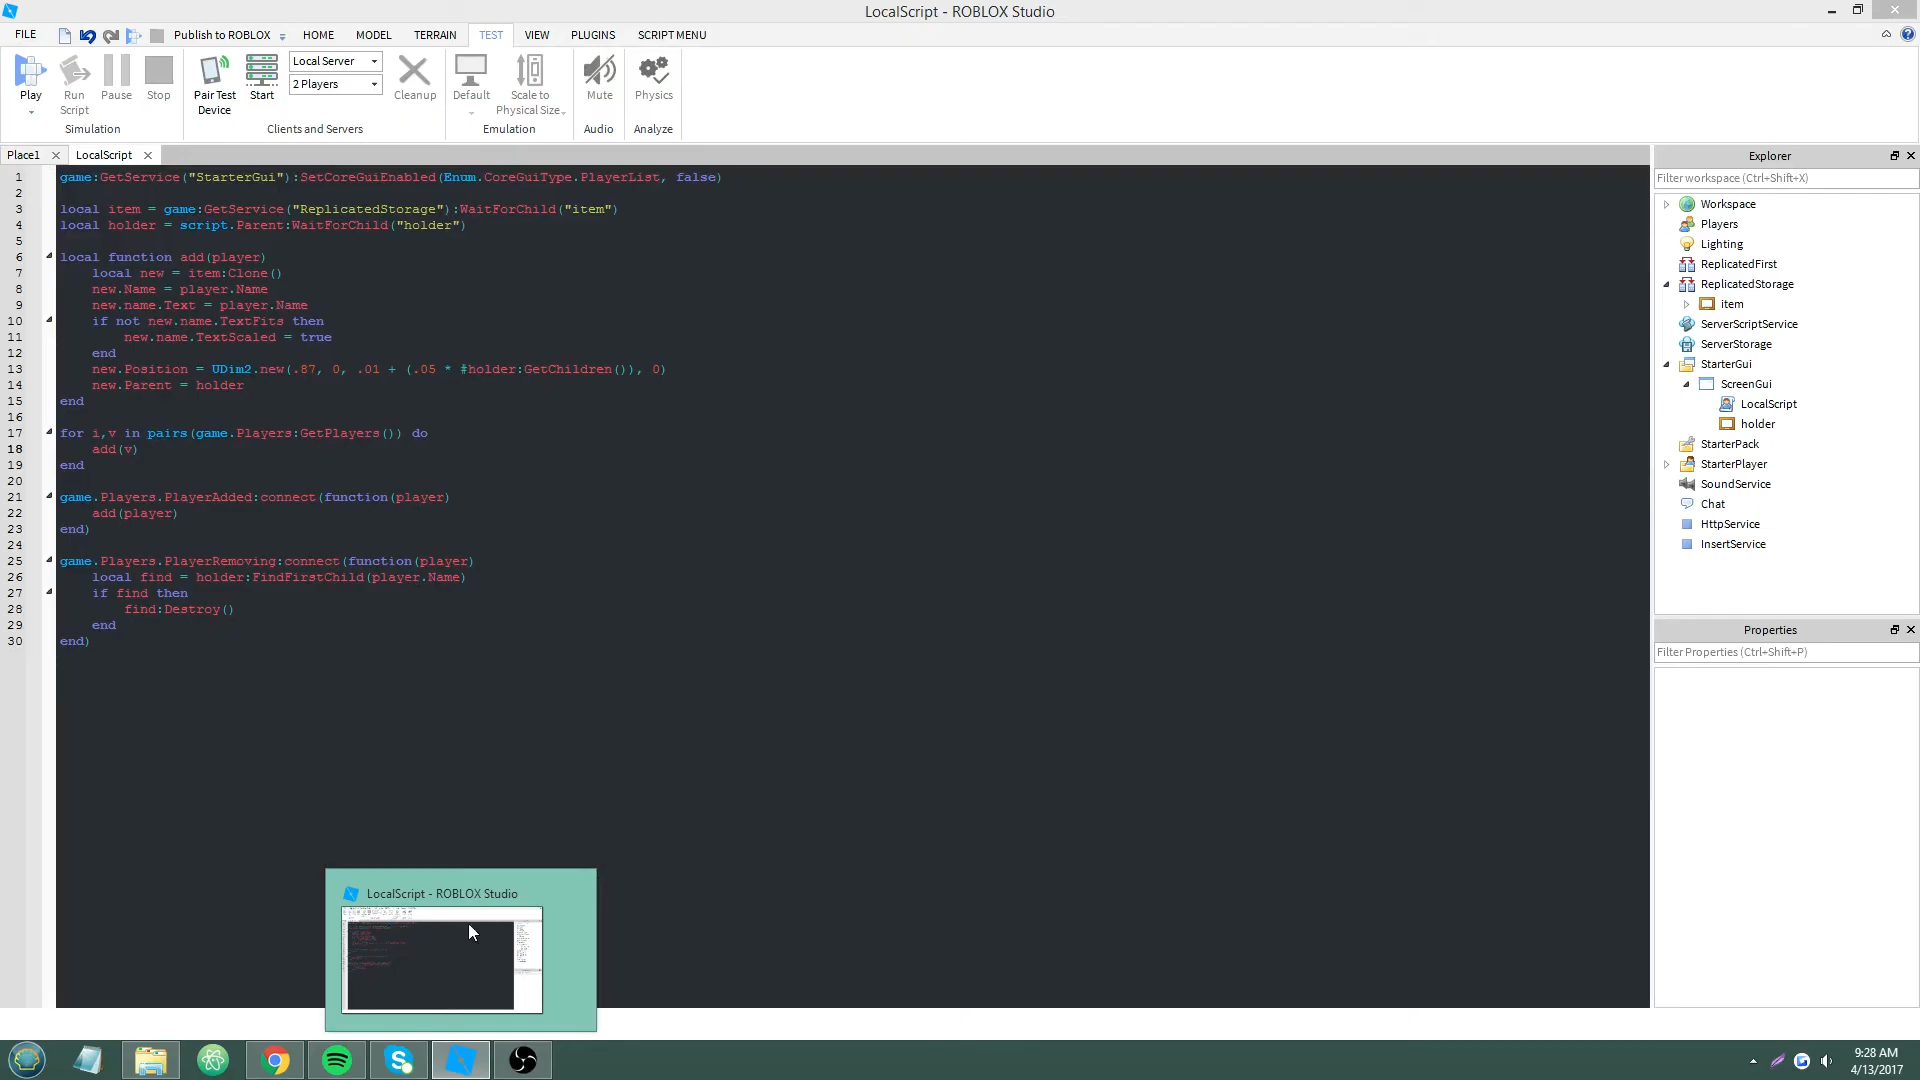 LocalScript - ROBLOX Studio
FILE
Publish to ROBLOX
HOME
MODEL
TERRAIN
TEST
VIEW
PLUGINS
SCRIPT MENU
Play
Run Script
Pause
Stop
Simulation
Pair Test Device
Start
Local Server
2 Players
Clients and Servers
Cleanup
Default
Scale to Physical Size
Emulation
Mute
Audio
Physics
Analyze
Place1
LocalScript
1 game:GetService("StarterGui"):SetCoreGuiEnabled(Enum.CoreGuiType.PlayerList, false)
2
3 local item = game:GetService("ReplicatedStorage"):WaitForChild("item")
4 local holder = script.Parent:WaitForChild("holder")
5
6 local function add(player)
7 local new = item:Clone()
8 new.Name = player.Name
9 new.name.Text = player.Name
10 if not new.name.TextFits then
11 new.name.TextScaled = true
12 end
13 new.Position = UDim2.new(.87, 0, .01 + (.05 * #holder:GetChildren()), 0)
14 new.Parent = holder
15 end
16
17 for i,v in pairs(game.Players:GetPlayers()) do
18 add(v)
19 end
20
21 game.Players.PlayerAdded:connect(function(player)
22 add(player)
23 end)
24
25 game.Players.PlayerRemoving:connect(function(player)
26 local find = holder:FindFirstChild(player.Name)
27 if find then
28 find:Destroy()
29 end
30 end)
Explorer
Filter workspace (Ctrl+Shift+X)
Workspace
Players
Lighting
ReplicatedFirst
ReplicatedStorage
item
ServerScriptService
ServerStorage
StarterGui
ScreenGui
LocalScript
holder
StarterPack
StarterPlayer
SoundService
Chat
HttpService
InsertService
Properties
Filter Properties (Ctrl+Shift+P)
LocalScript - ROBLOX Studio
9:28 AM
4/13/2017